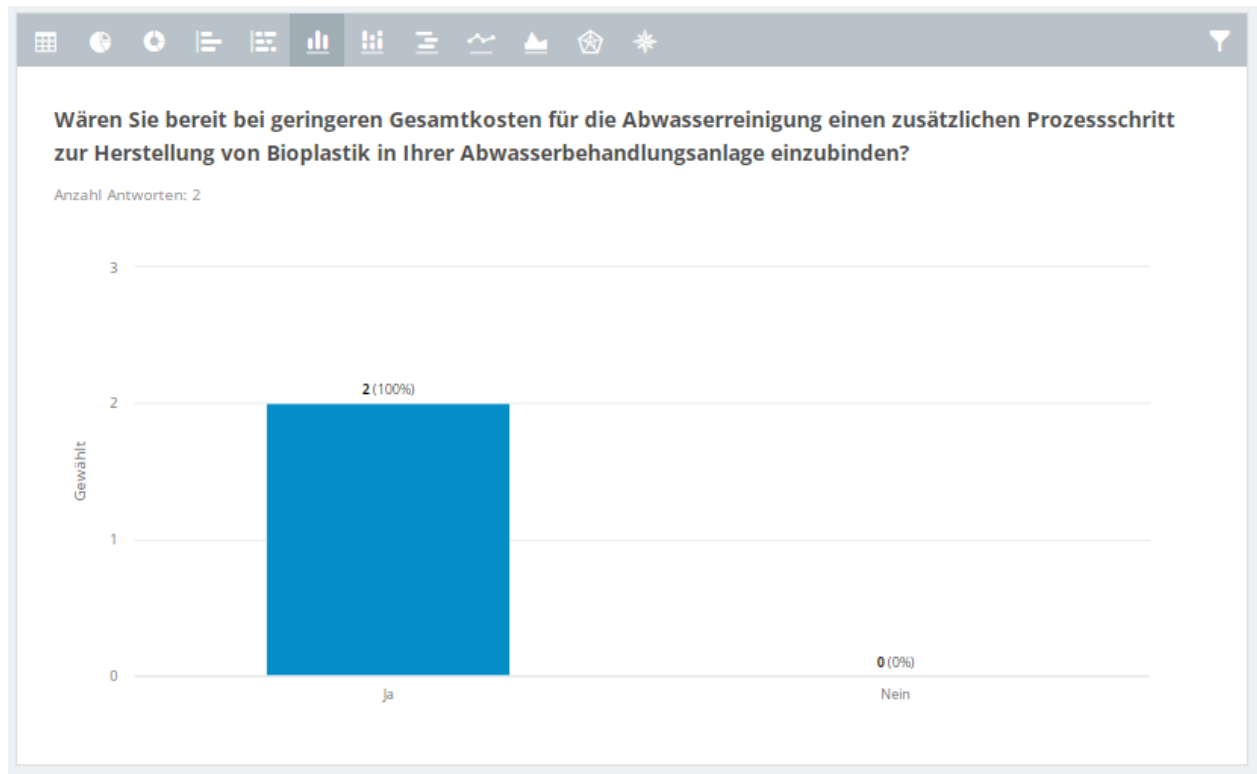 Wären Sie bereit bei geringeren Gesamtkosten für die Abwasserreinigung einen zusätzlichen Prozessschritt
zur Herstellung von Bioplastik in Ihrer Abwasserbehandlungsanlage einzubinden?
Anzahl Antworten: 2
3
2 (100%)
2
Gewählt
1
0 (0%)
0
Ja
Nein